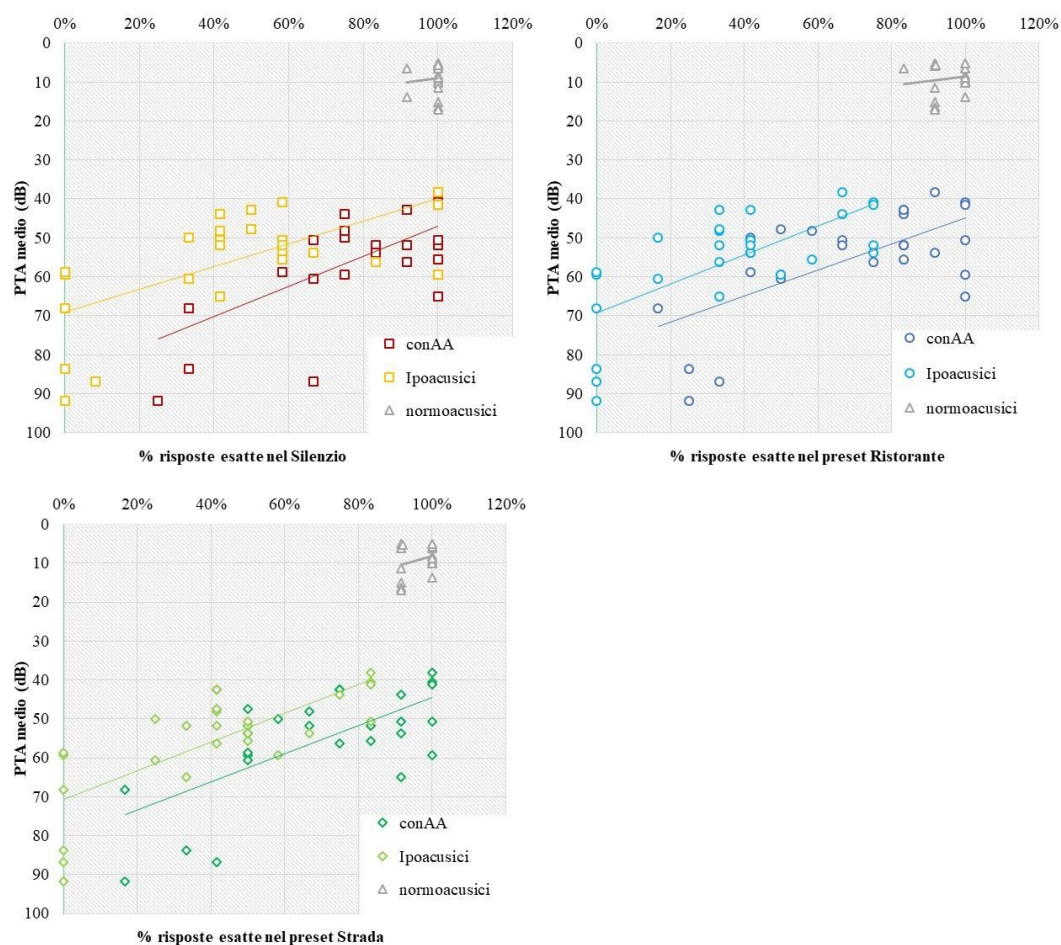 0% 20% 40% 60% 80% 100% 120%
0
10
20
30
40
50
60
70
80
90
100
PTA medio (dB)
conAA
Ipoacusici
normoacusici
% risposte esatte nel Silenzio
0% 20% 40% 60% 80% 100% 120%
0
10
20
30
40
50
60
70
80
90
100
PTA medio (dB)
conAA
Ipoacusici
normoacusici
% risposte esatte nel preset Ristorante
0% 20% 40% 60% 80% 100% 120%
0
10
20
30
40
50
60
70
80
90
100
PTA medio (dB)
conAA
Ipoacusici
normoacusici
% risposte esatte nel preset Strada